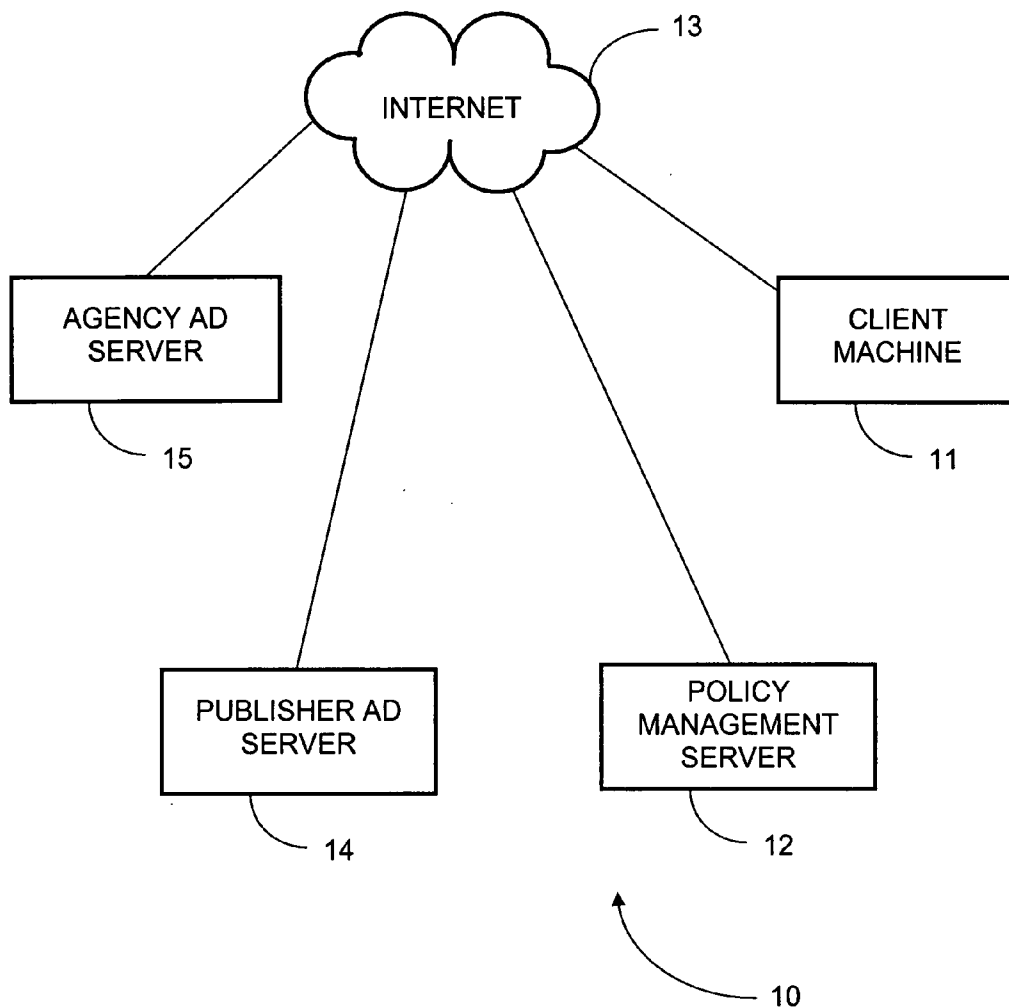 13
INTERNET
AGENCY AD
SERVER
CLIENT
MACHINE
15
11
PUBLISHER AD
SERVER
POLICY
MANAGEMENT
SERVER
14
12
10